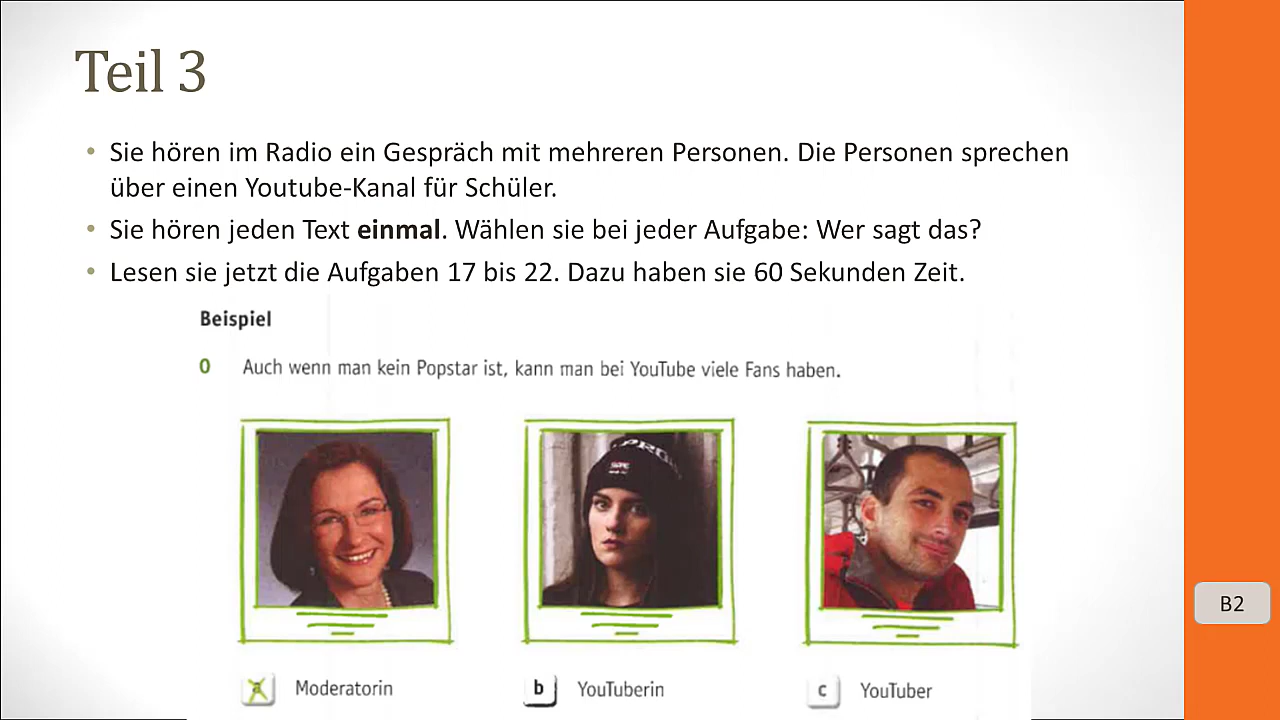 Teil 3
• Sie hören im Radio ein Gespräch mit mehreren Personen. Die Personen sprechen
über einen Youtube-Kanal für Schüler.
• Sie hören jeden Text einmal. Wählen sie bei jeder Aufgabe: Wer sagt das?
• Lesen sie jetzt die Aufgaben 17 bis 22. Dazu haben sie 60 Sekunden Zeit.
Beispiel
0 Auch wenn man kein Popstar ist, kann man bei YouTube viele Fans haben.
a Moderatorin b YouTuberin c YouTuber
B2